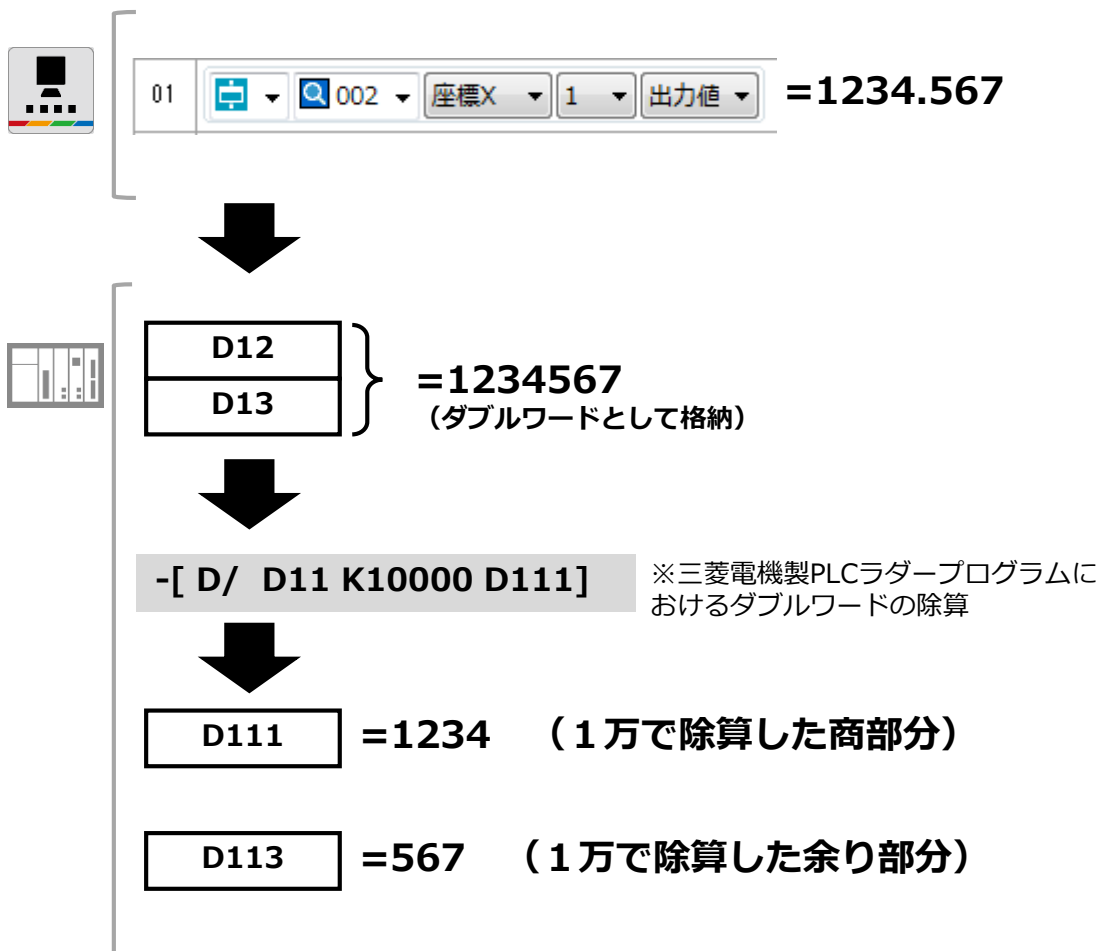 01 002 座標X 1 出力値 =1234.567
D12
D13
=1234567
（ダブルワードとして格納）
-[ D/ D11 K10000 D111]
※三菱電機製PLCラダープログラムに
おけるダブルワードの除算
D111 =1234 （１万で除算した商部分）
D113 =567 （１万で除算した余り部分）